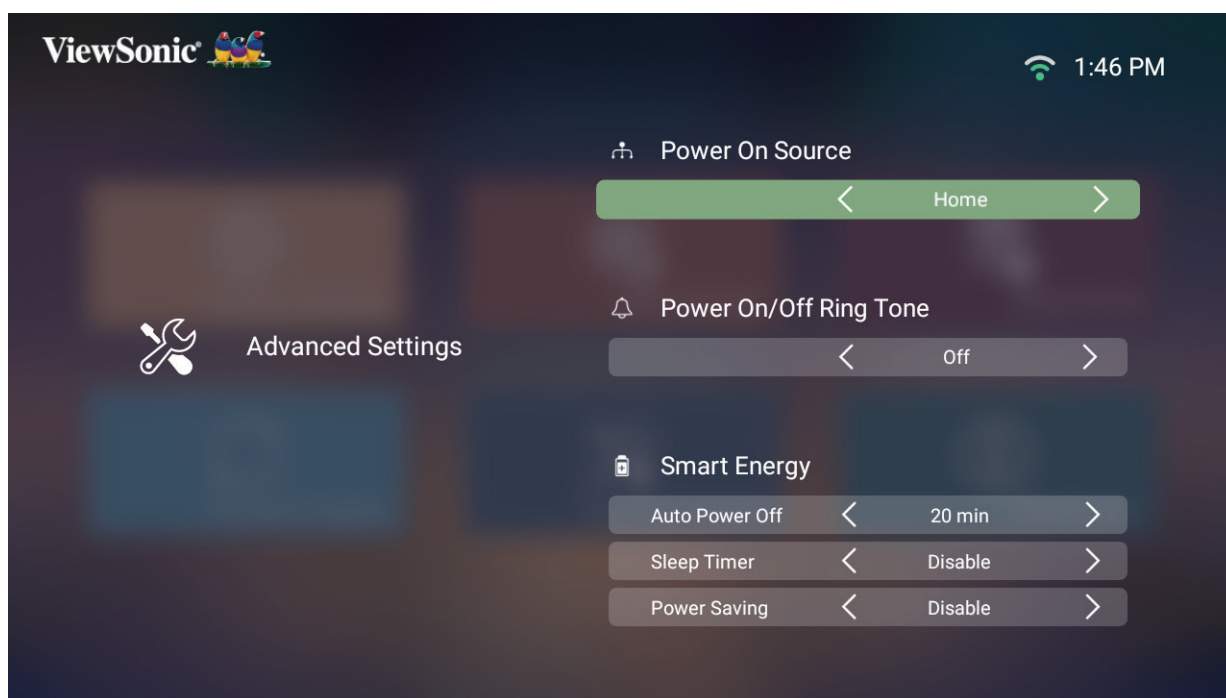 ViewSonic®
1:46 PM
Power On Source
Home
Power On/Off Ring Tone
Off
Advanced Settings
Smart Energy
Auto Power Off 20 min
Sleep Timer Disable
Power Saving Disable